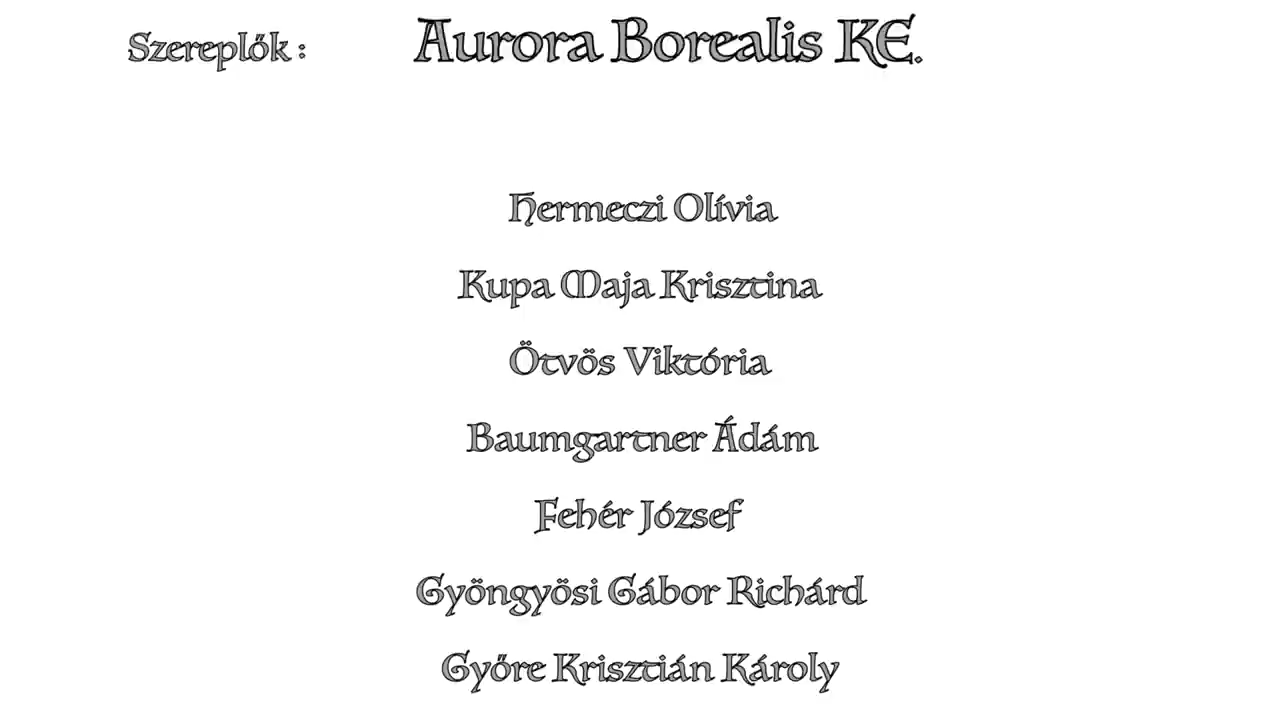 Szereplők : Aurora Borealis KE.
Hermeczi Olívia
Kupa Maja Krisztina
Ötvös Viktória
Baumgartner Ádám
Fehér József
Gyöngyösi Gábor Richárd
Győre Krisztián Károly